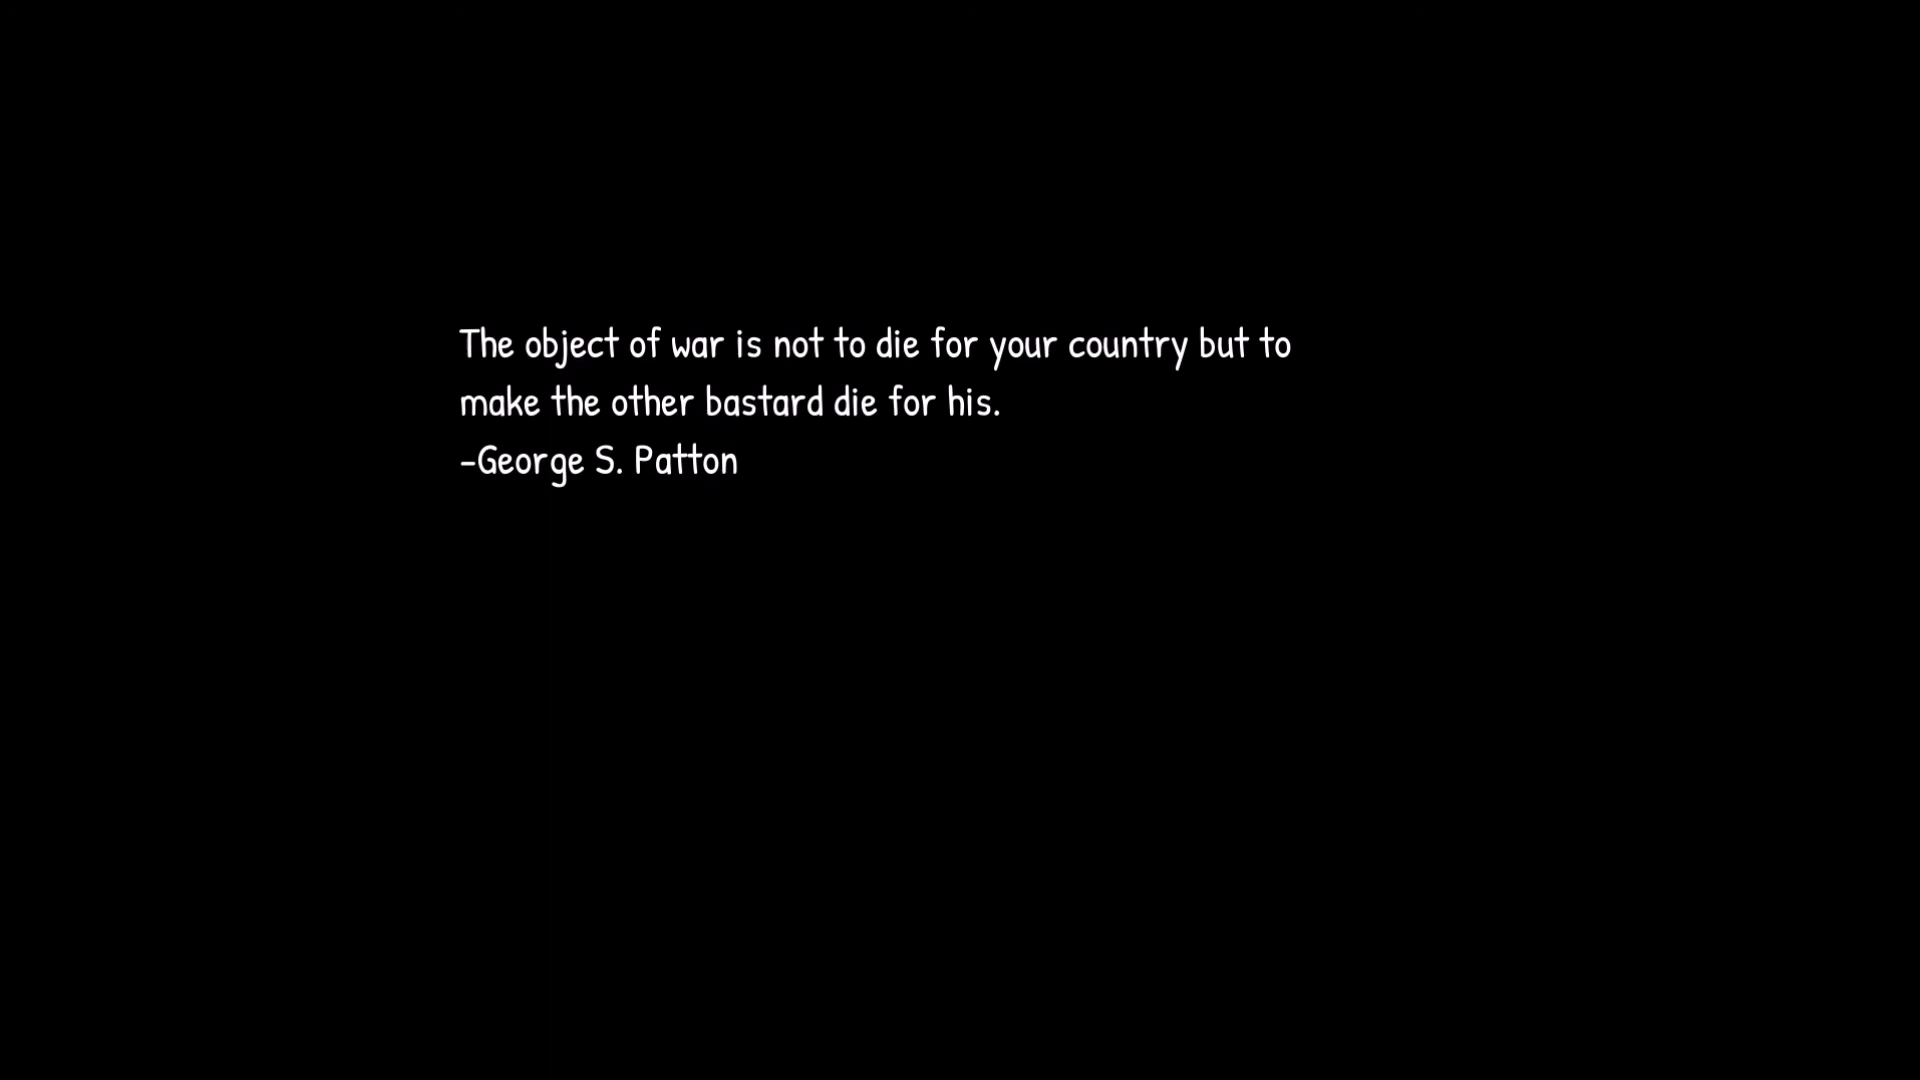 The object of war is not to die for your country but to
make the other bastard die for his.
-George S. Patton